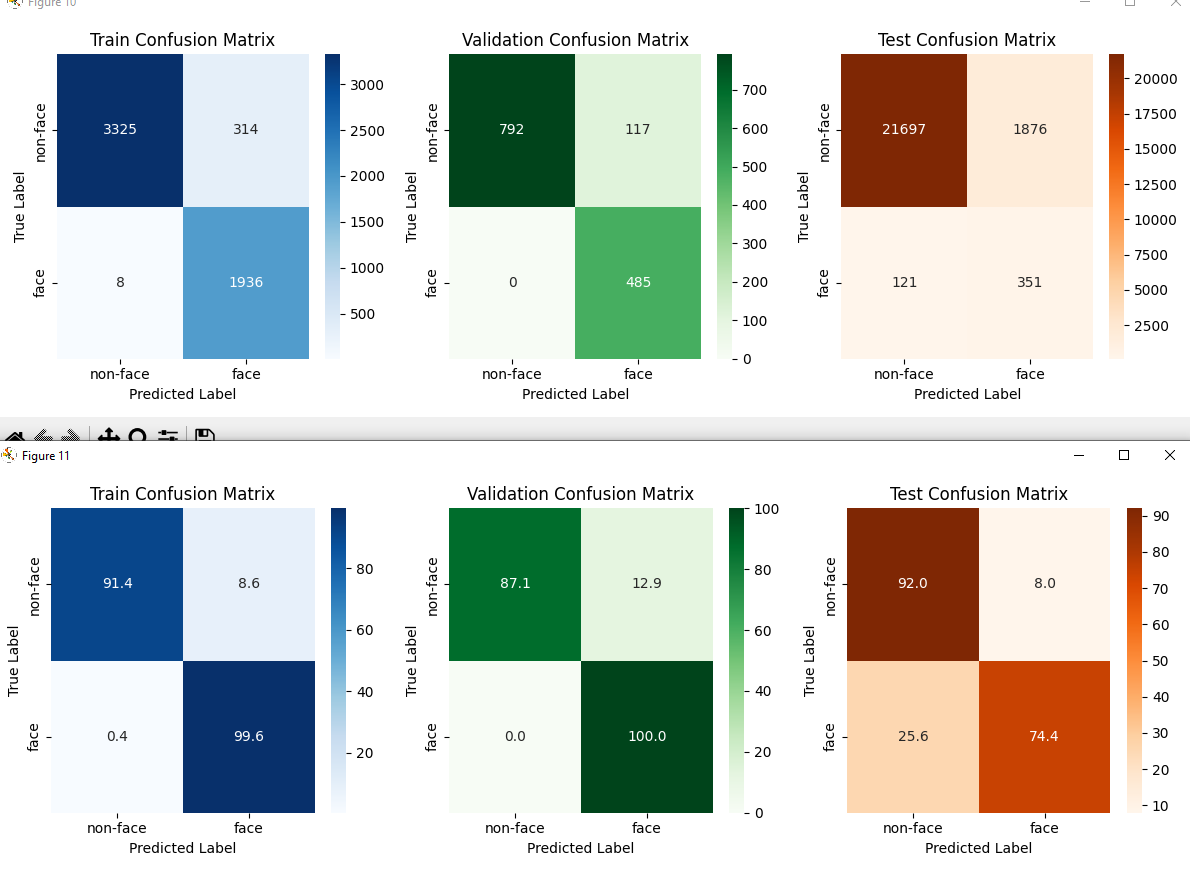 Figure 10
Train Confusion Matrix
non-face
face
True Label
3325 314
8 1936
non-face face
Predicted Label
3000
2500
2000
1500
1000
500
Validation Confusion Matrix
non-face
face
True Label
792 117
0 485
non-face face
Predicted Label
700
600
500
400
300
200
100
0
Test Confusion Matrix
non-face
face
True Label
21697 1876
121 351
non-face face
Predicted Label
20000
17500
15000
12500
10000
7500
5000
2500
Figure 11
Train Confusion Matrix
non-face
face
True Label
91.4 8.6
0.4 99.6
non-face face
Predicted Label
80
60
40
20
Validation Confusion Matrix
non-face
face
True Label
87.1 12.9
0.0 100.0
non-face face
Predicted Label
100
80
60
40
20
0
Test Confusion Matrix
non-face
face
True Label
92.0 8.0
25.6 74.4
non-face face
Predicted Label
90
80
70
60
50
40
30
20
10